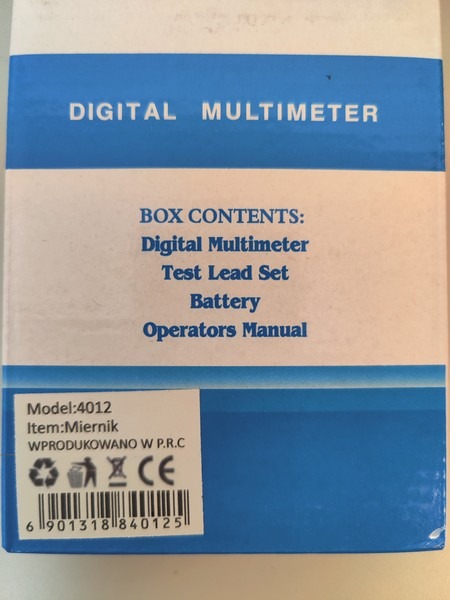 DIGITAL MULTIMETER
BOX CONTENTS:
Digital Multimeter
Test Lead Set
Battery
Operators Manual
Model:4012
Item:Miernik
WPRODUKOWANO W P.R.C
CE
6 901318 840125